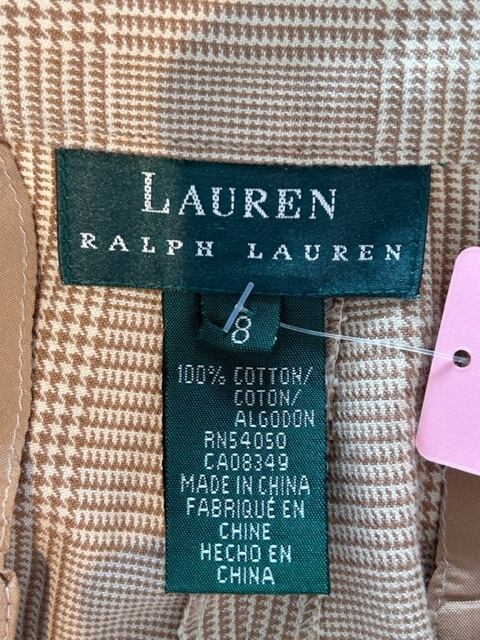 LAUREN
RALPH LAUREN
8
100% COTTON/
COTON/
ALGODON
RN54050
CA08349
MADE IN CHINA
FABRIQUÉ EN
CHINE
HECHO EN
CHINA